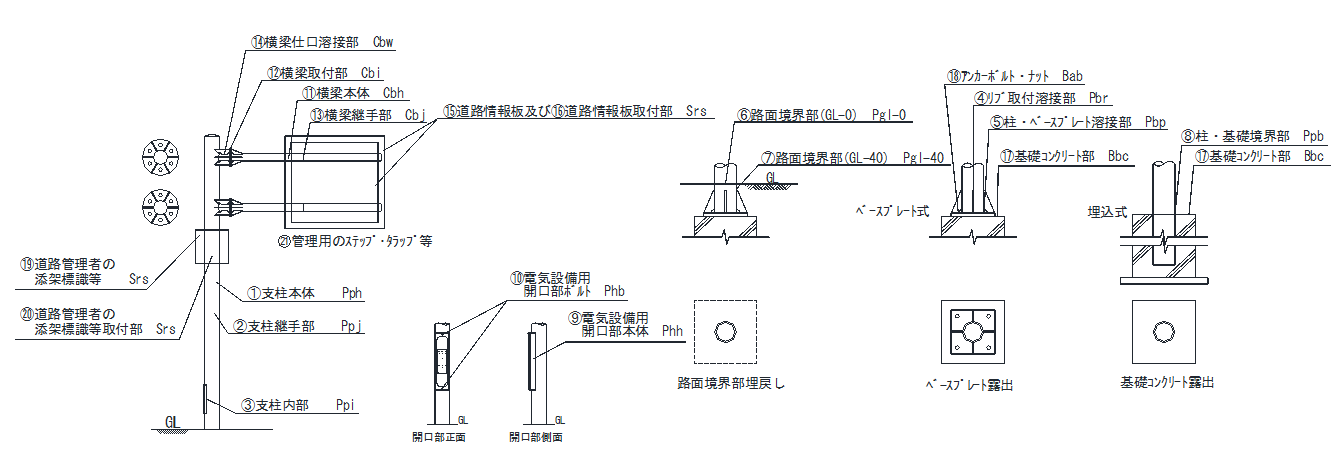 ⑭横梁仕口溶接部 Cbw
⑫横梁取付部 Cbi
⑪横梁本体 Cbh
⑬横梁継手部 Cbj
⑮道路情報板及び⑯道路情報板取付部 Srs
㉑管理用のｽﾃｯﾌﾟ・ﾀﾗｯﾌﾟ等
⑲道路管理者の
添架標識等 Srs
⑳道路管理者の
添架標識等取付部 Srs
①支柱本体 Pph
②支柱継手部 Ppj
③支柱内部 Ppi
GL
⑩電気設備用
開口部ﾎﾞﾙﾄ Phb
⑨電気設備用
開口部本体 Phh
GL
GL
開口部正面
開口部側面
⑥路面境界部(GL-0) Pgl-0
⑦路面境界部(GL-40) Pgl-40
GL
路面境界部埋戻し
⑱ｱﾝｶｰﾎﾞﾙﾄ・ﾅｯﾄ Bab
④ﾘﾌﾞ取付溶接部 Pbr
⑤柱・ﾍﾞｰｽﾌﾟﾚｰﾄ溶接部 Pbp
⑰基礎ｺﾝｸﾘｰﾄ部 Bbc
ﾍﾞｰｽﾌﾟﾚｰﾄ式
ﾍﾞｰｽﾌﾟﾚｰﾄ露出
⑧柱・基礎境界部 Ppb
⑰基礎ｺﾝｸﾘｰﾄ部 Bbc
埋込式
基礎ｺﾝｸﾘｰﾄ露出